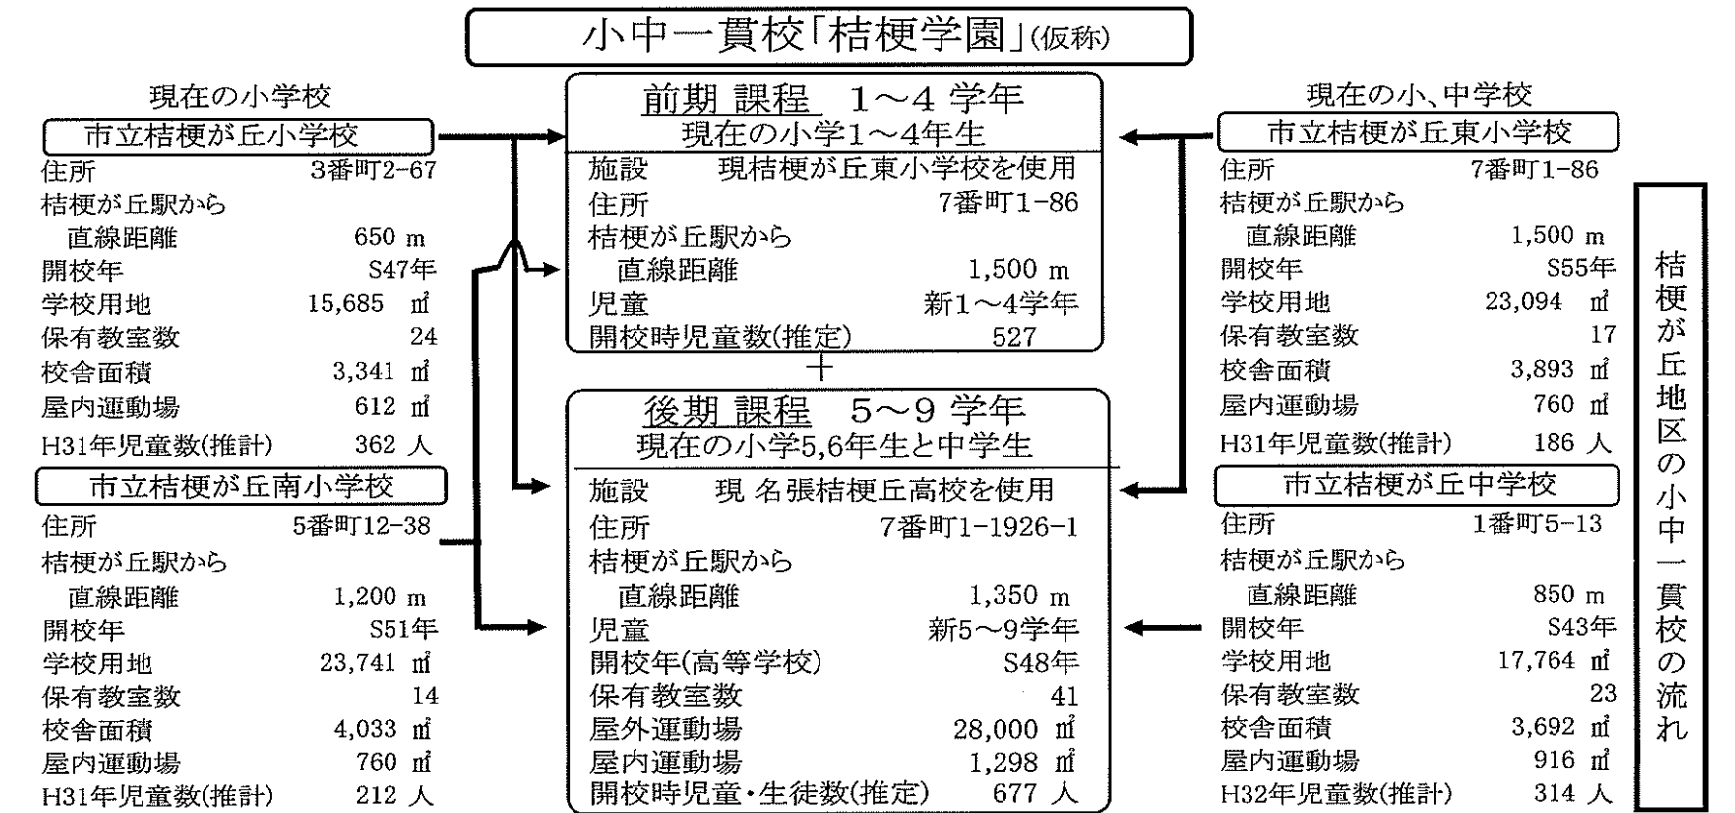 小中一貫校「桔梗学園」(仮称)
現在の小学校
市立桔梗が丘小学校
住所 3番町2-67
桔梗が丘駅から
直線距離 650 m
開校年 S47年
学校用地 15,685 ㎡
保有教室数 24
校舎面積 3,341 ㎡
屋内運動場 612 ㎡
H31年児童数(推計) 362 人
市立桔梗が丘南小学校
住所 5番町12-38
桔梗が丘駅から
直線距離 1,200 m
開校年 S51年
学校用地 23,741 ㎡
保有教室数 14
校舎面積 4,033 ㎡
屋内運動場 760 ㎡
H31年児童数(推計) 212 人
前期 課程 1～4 学年
現在の小学1～4年生
施設 現桔梗が丘東小学校を使用
住所 7番町1-86
桔梗が丘駅から
直線距離 1,500 m
児童 新1～4学年
開校時児童数(推定) 527
＋
後期 課程 5～9 学年
現在の小学5,6年生と中学生
施設 現 名張桔梗丘高校を使用
住所 7番町1-1926-1
桔梗が丘駅から
直線距離 1,350 m
児童 新5～9学年
開校年(高等学校) S48年
保有教室数 41
屋外運動場 28,000 ㎡
屋内運動場 1,298 ㎡
開校時児童・生徒数(推定) 677 人
現在の小、中学校
市立桔梗が丘東小学校
住所 7番町1-86
桔梗が丘駅から
直線距離 1,500 m
開校年 S55年
学校用地 23,094 ㎡
保有教室数 17
校舎面積 3,893 ㎡
屋内運動場 760 ㎡
H31年児童数(推計) 186 人
市立桔梗が丘中学校
住所 1番町5-13
桔梗が丘駅から
直線距離 850 m
開校年 S43年
学校用地 17,764 ㎡
保有教室数 23
校舎面積 3,692 ㎡
屋内運動場 916 ㎡
H32年児童数(推計) 314 人
桔梗が丘地区の小中一貫校の流れ